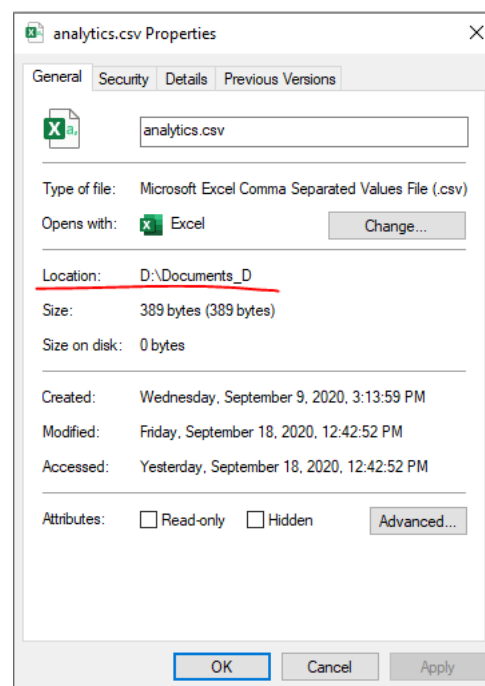 analytics.csv Properties
General Security Details Previous Versions
X a,
analytics.csv
Type of file: Microsoft Excel Comma Separated Values File (.csv)
Opens with: X Excel Change...
Location: D:\Documents_D
Size: 389 bytes (389 bytes)
Size on disk: 0 bytes
Created: Wednesday, September 9, 2020, 3:13:59 PM
Modified: Friday, September 18, 2020, 12:42:52 PM
Accessed: Yesterday, September 18, 2020, 12:42:52 PM
Attributes: Read-only Hidden Advanced...
OK Cancel Apply